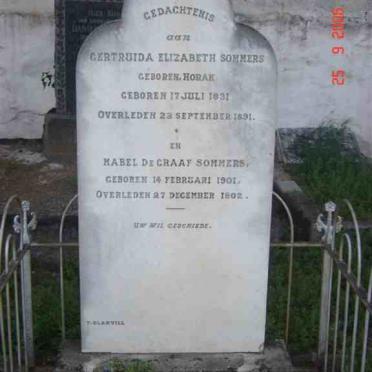 GEDACHTENIS
aan
GERTRUIDA ELIZABETH SOMMERS
GEBOREN HORAK
GEBOREN 17 JULI 1831
OVERLEDEN 23 SEPTEMBER 1891.
EN
MABEL DE GRAAF SOMMERS,
GEBOREN 14 FEBRUARI 1901.
OVERLEDEN 27 DECEMBER 1902.
UW WIL GESCHIEDE.
25 9 2006